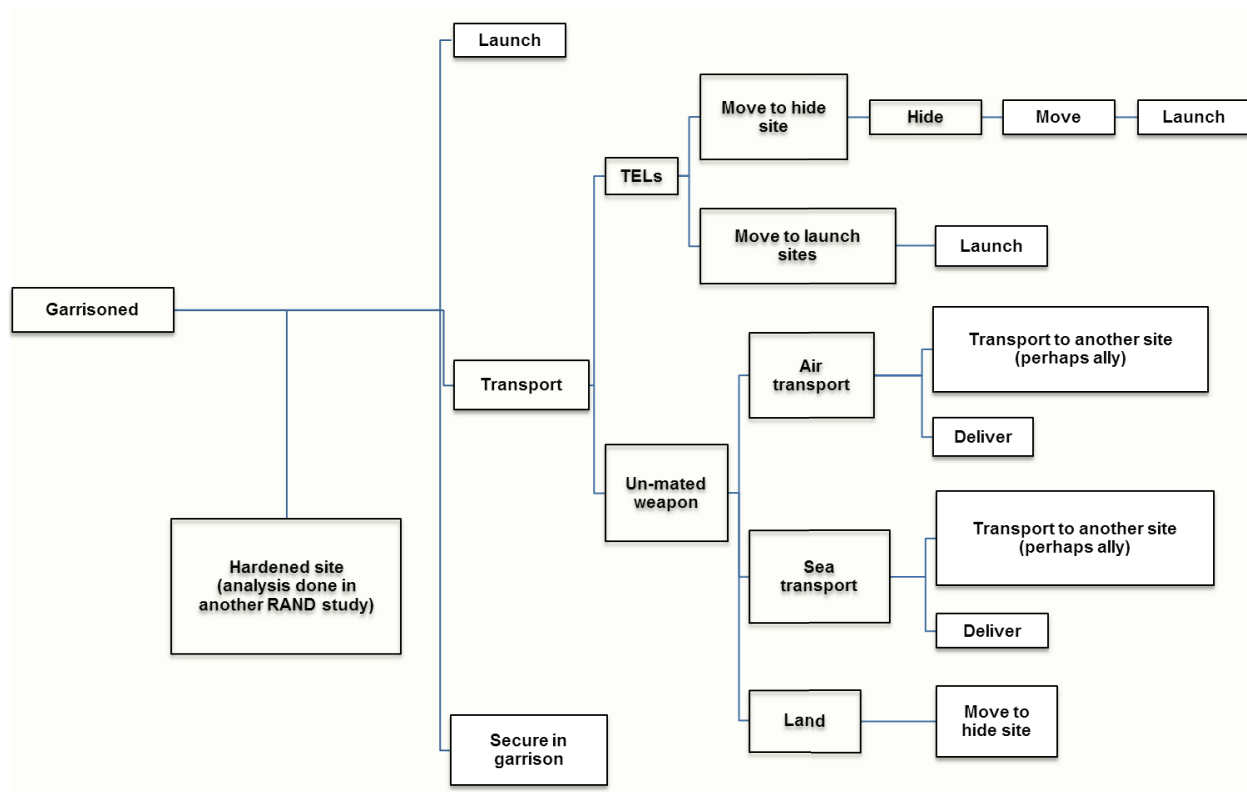 Launch
Move to hide
site
Hide
Move
Launch
TELs
Move to launch
sites
Launch
Garrisoned
Transport
Air
transport
Transport to another site
(perhaps ally)
Deliver
Un-mated
weapon
Hardened site
(analysis done in
another RAND study)
Sea
transport
Transport to another site
(perhaps ally)
Deliver
Land
Move to
hide site
Secure in
garrison